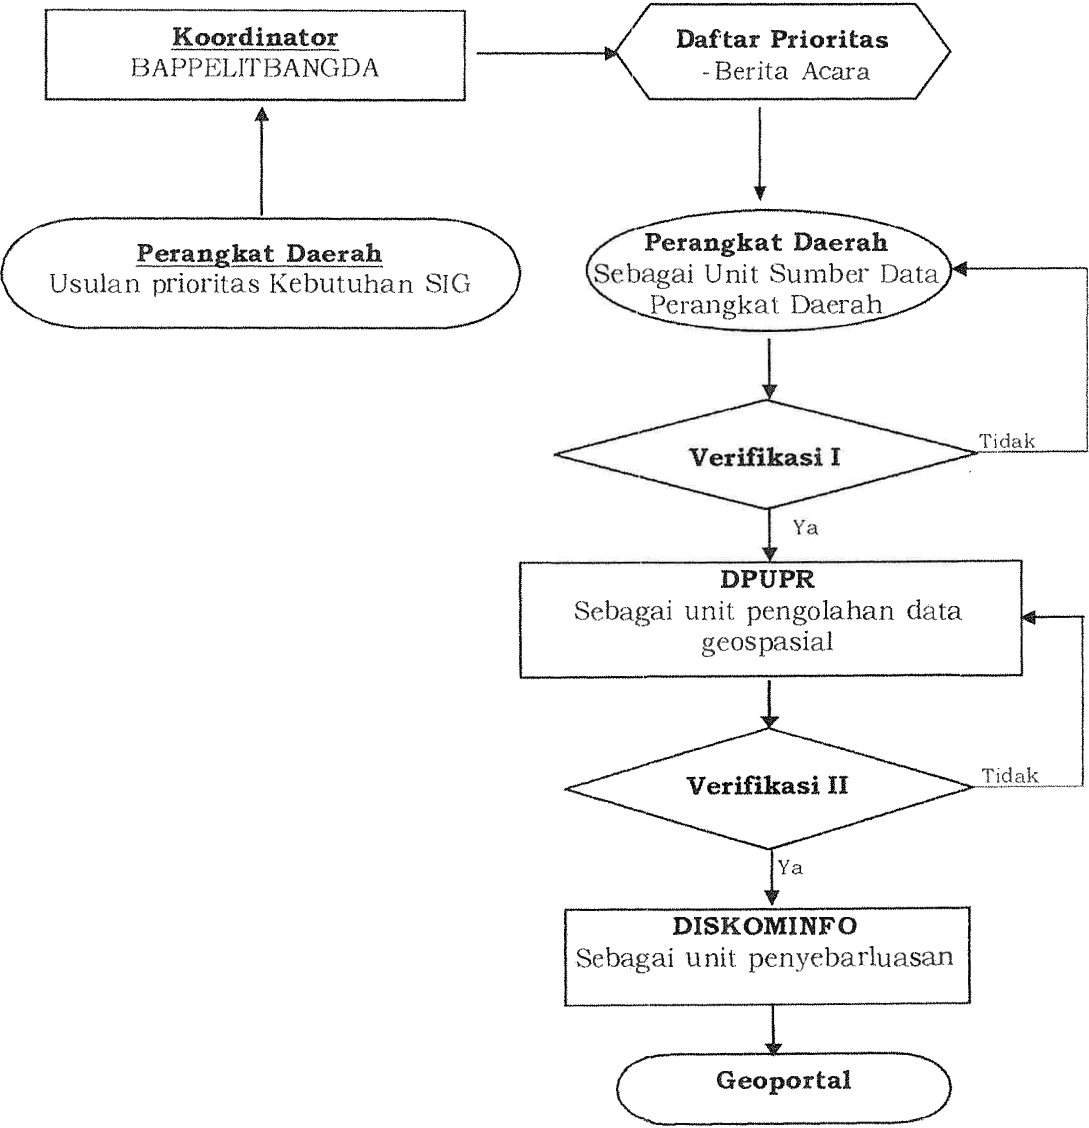 Koordinator
BAPPELITBANGDA
Daftar Prioritas
-Berita Acara
Perangkat Daerah
Usulan prioritas Kebutuhan SIG
Perangkat Daerah
Sebagai Unit Sumber Data
Perangkat Daerah
Verifikasi I
Tidak
Ya
DPUPR
Sebagai unit pengolahan data
geospasial
Verifikasi II
Tidak
Ya
DISKOMINFO
Sebagai unit penyebarluasan
Geoportal